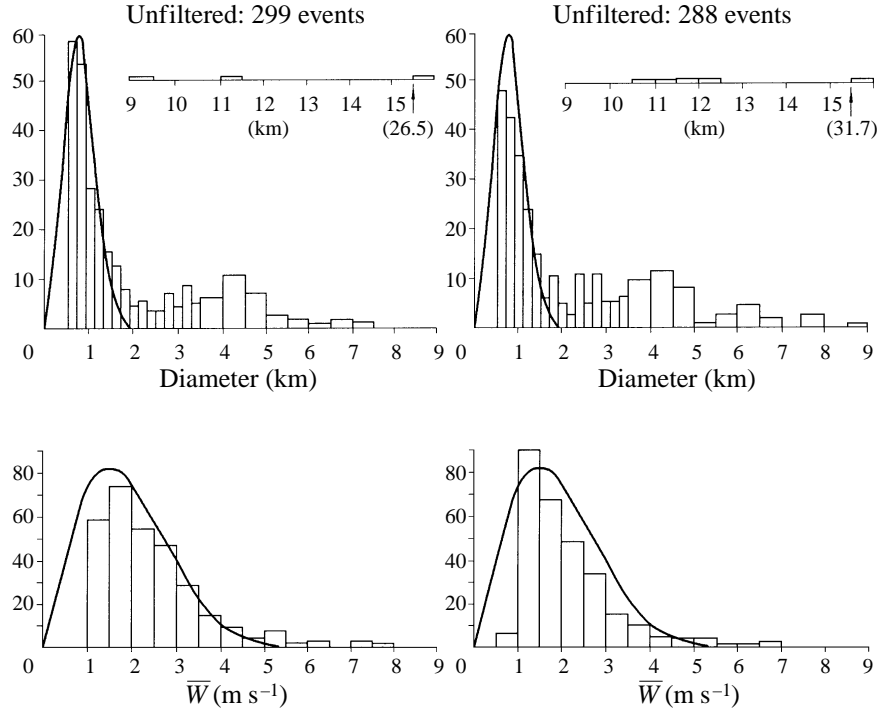 Unfiltered: 299 events
Unfiltered: 288 events
60
50
40
30
20
10
9 10 11 12 13 14 15
(km)
(26.5)
0 1 2 3 4 5 6 7 8 9
Diameter (km)
60
50
40
30
20
10
9 10 11 12 13 14 15
(km)
(31.7)
0 1 2 3 4 5 6 7 8 9
Diameter (km)
80
60
40
20
0 1 2 3 4 5 6 7 8 9
W̅ (m s⁻¹)
80
60
40
20
0 1 2 3 4 5 6 7 8 9
W̅ (m s⁻¹)